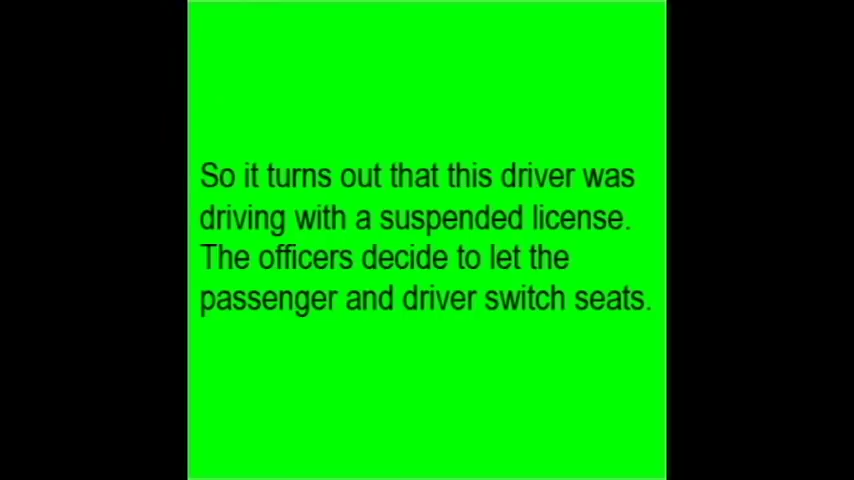 So it turns out that this driver was
driving with a suspended license.
The officers decide to let the
passenger and driver switch seats.